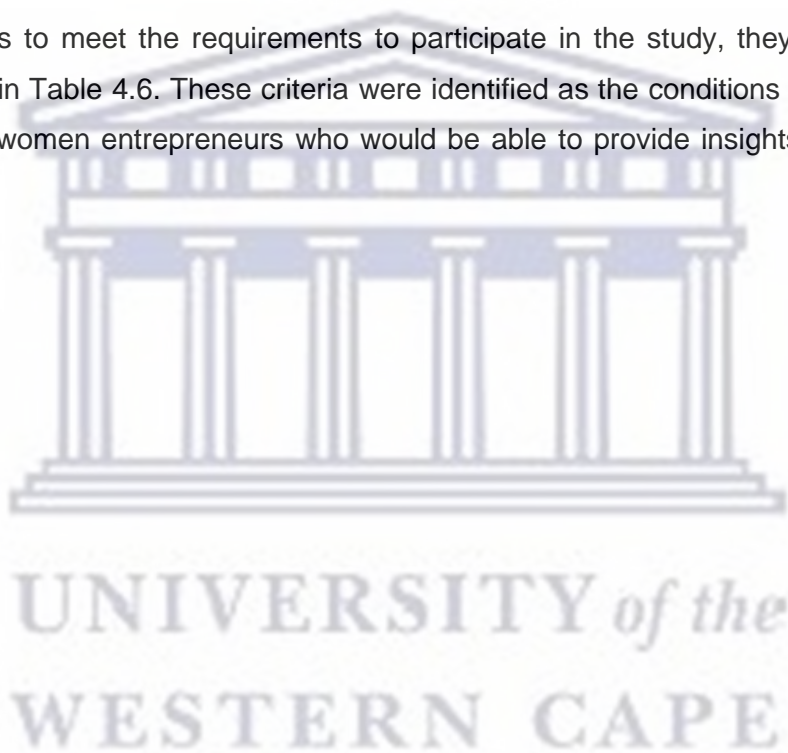 s to meet the requirements to participate in the study, they
in Table 4.6. These criteria were identified as the conditions
women entrepreneurs who would be able to provide insights
UNIVERSITY of the
WESTERN CAPE